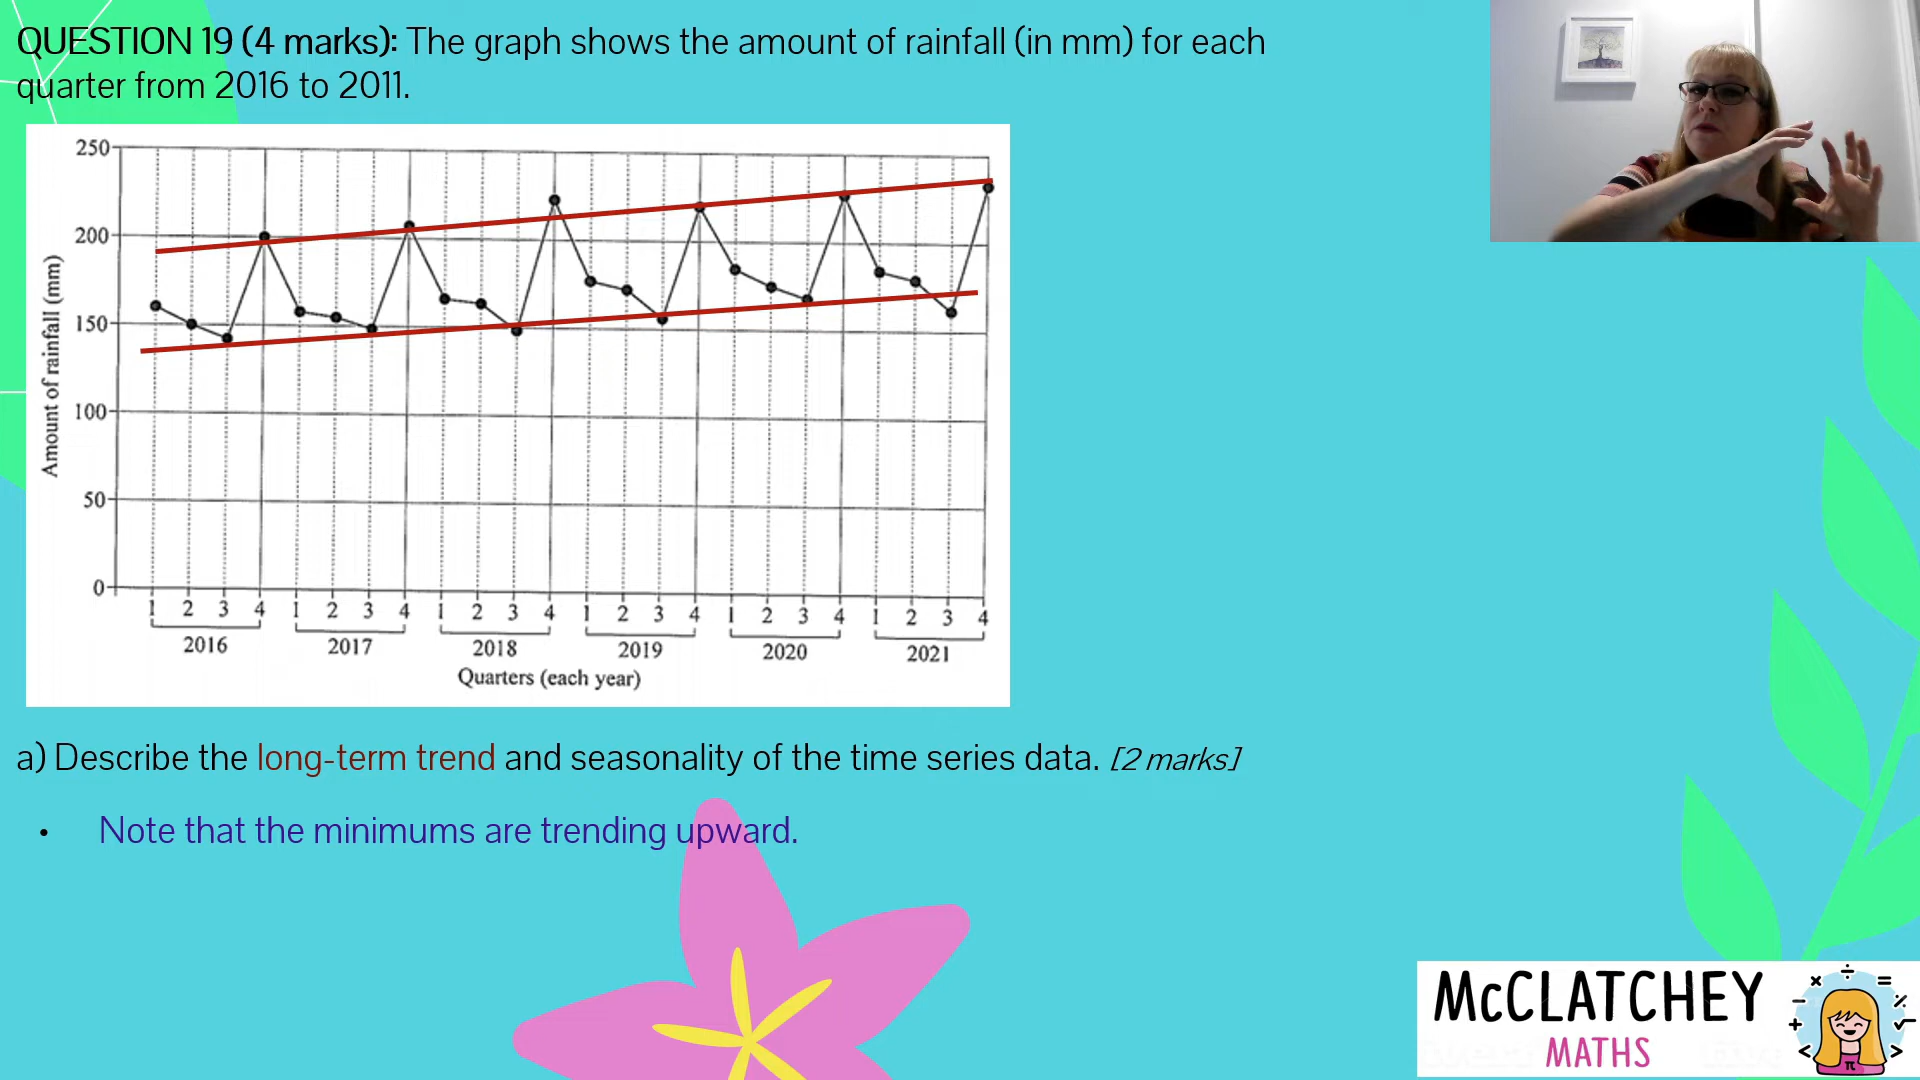 QUESTION 19 (4 marks): The graph shows the amount of rainfall (in mm) for each
quarter from 2016 to 2011.
250
200
150
100
50
0
Amount of rainfall (mm)
1 2 3 4 1 2 3 4 1 2 3 4 1 2 3 4 1 2 3 4 1 2 3 4
2016 2017 2018 2019 2020 2021
Quarters (each year)
a) Describe the long-term trend and seasonality of the time series data. [2 marks]
• Note that the minimums are trending upward.
McCLATCHEY
MATHS
× ÷ = − % + √ < > π